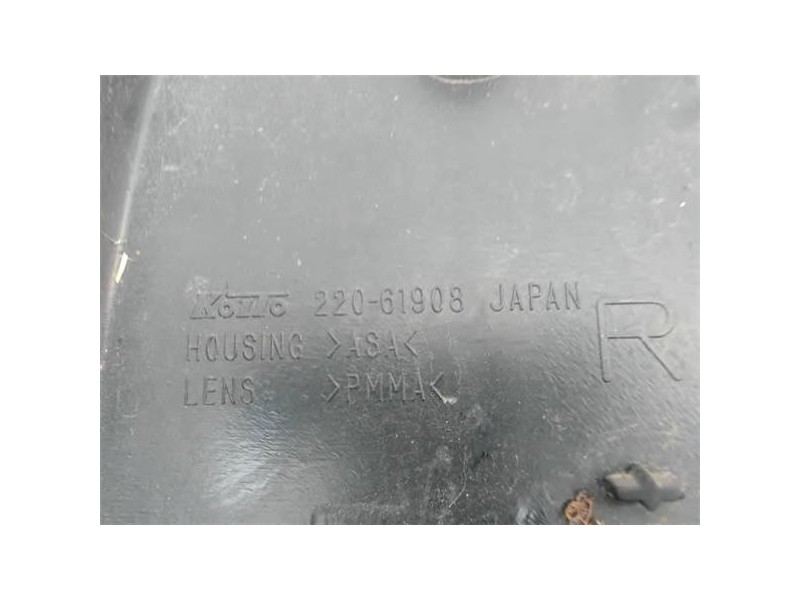 Koito 220-61908 JAPAN
HOUSING >ASA<
LENS >PMMA<
R